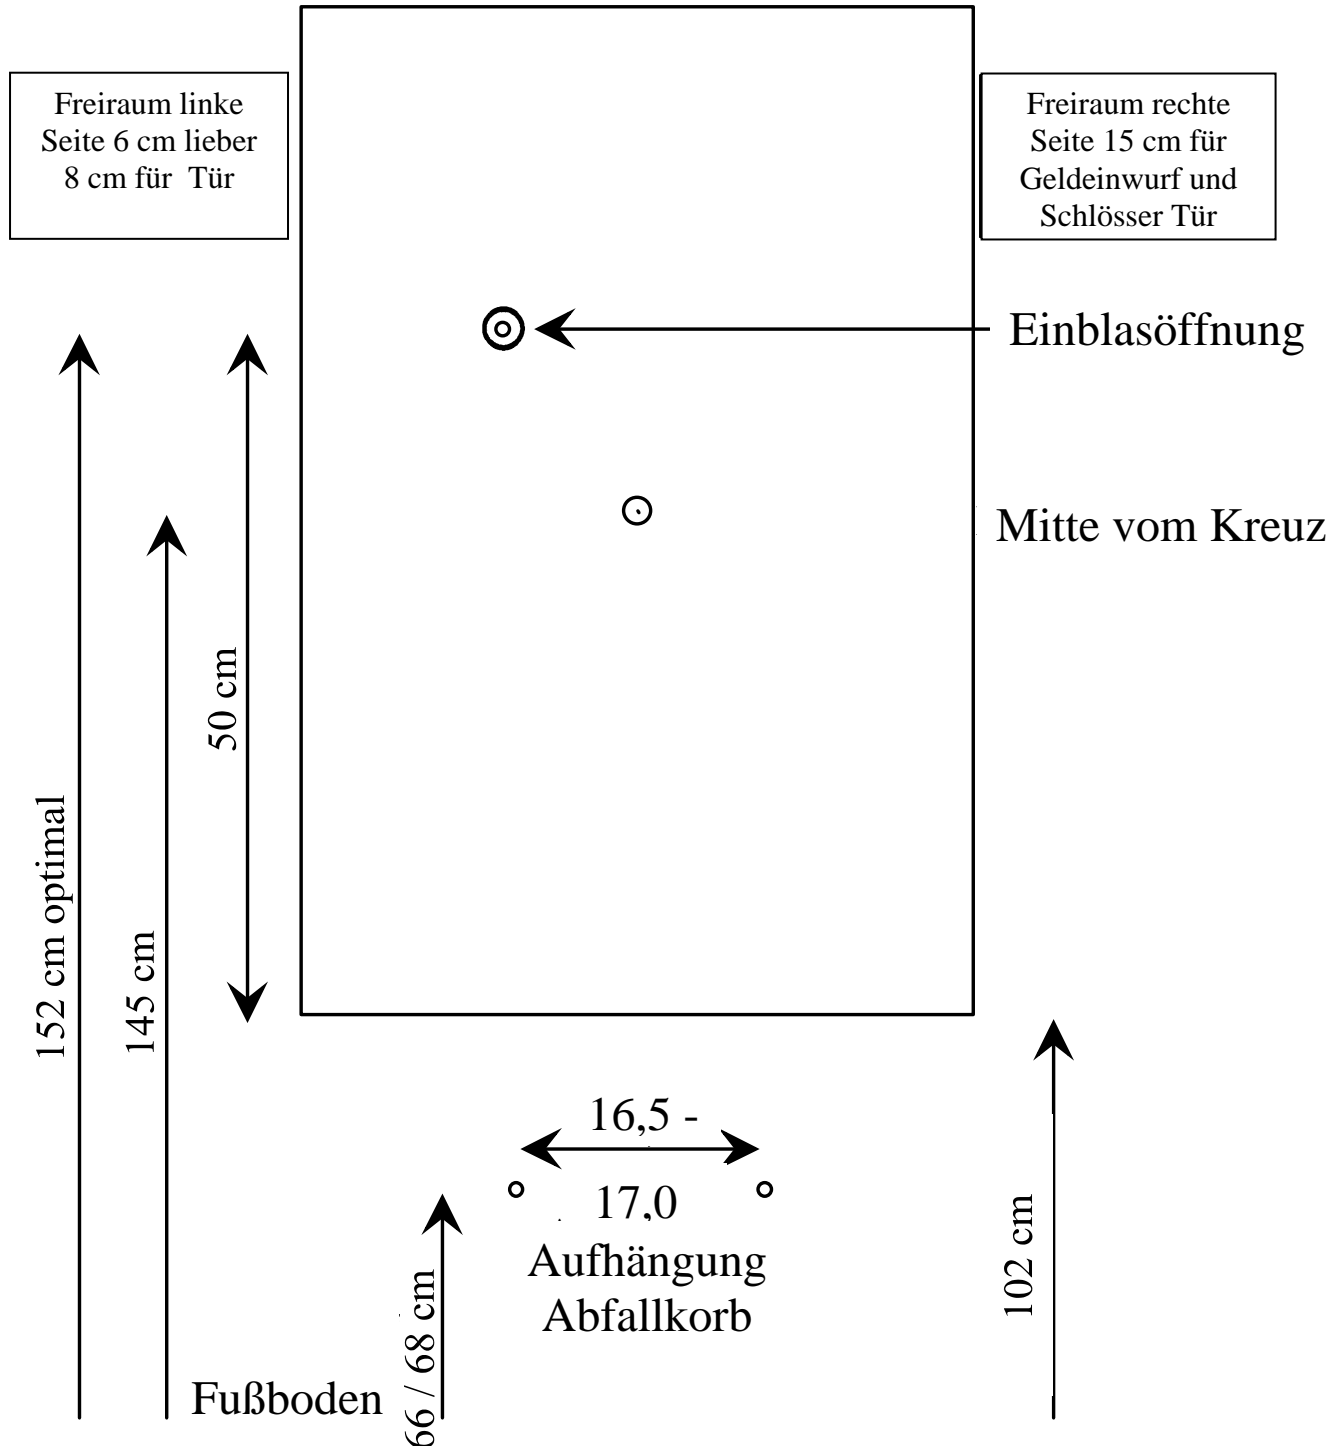 Freiraum linke
Seite 6 cm lieber
8 cm für Tür
Freiraum rechte
Seite 15 cm für
Geldeinwurf und
Schlösser Tür
Einblasöffnung
Mitte vom Kreuz
50 cm
152 cm optimal
145 cm
16,5 -
17,0
Aufhängung
Abfallkorb
102 cm
66 / 68 cm
Fußboden